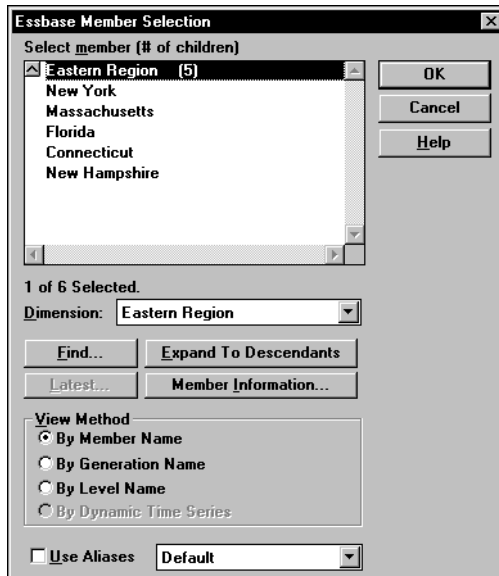 Essbase Member Selection
Select member (# of children)
Eastern Region (5)
New York
Massachusetts
Florida
Connecticut
New Hampshire
OK
Cancel
Help
1 of 6 Selected.
Dimension: Eastern Region
Find... Expand To Descendants
Latest... Member Information...
View Method
By Member Name
By Generation Name
By Level Name
By Dynamic Time Series
Use Aliases Default